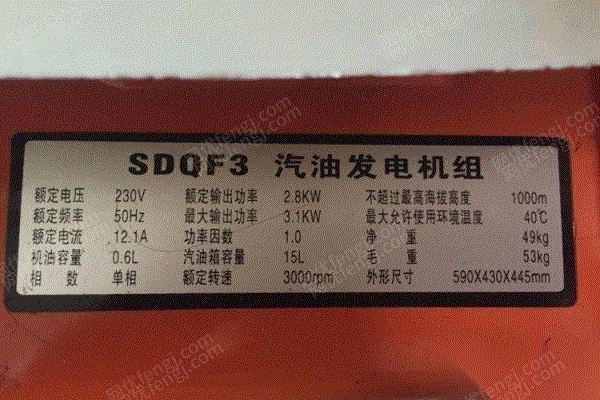 SDQF3 汽油发电机组
额定电压 230V 额定输出功率 2.8KW 不超过最高海拔高度 1000m
额定频率 50Hz 最大输出功率 3.1KW 最大允许使用环境温度 40℃
额定电流 12.1A 功率因数 1.0 净 重 49kg
机油容量 0.6L 汽油箱容量 15L 毛 重 53kg
相 数 单相 额定转速 3000rpm 外形尺寸 590X430X445mm